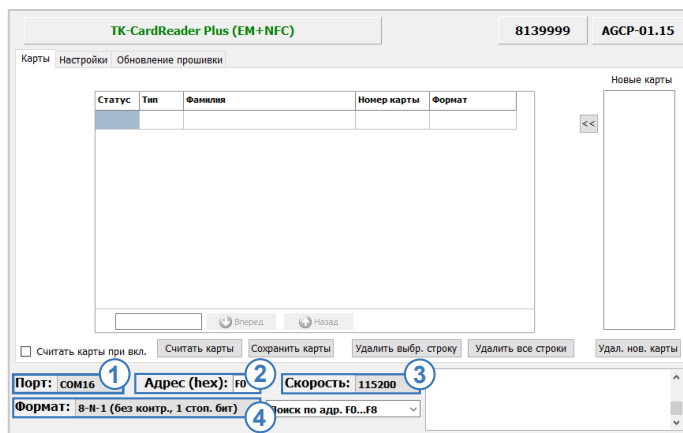 TK-CardReader Plus (EM+NFC) 8139999 AGCP-01.15
Карты Настройки Обновление прошивки
Новые карты
Статус Тип Фамилия Номер карты Формат
<<
Вперед Назад
Считать карты при вкл. Считать карты Сохранить карты Удалить выбр. строку Удалить все строки Удал. нов. карты
Порт: COM16 1 Адрес (hex): F0 2 Скорость: 115200 3
Формат: 8-N-1 (без контр., 1 стоп. бит) 4 Поиск по адр. F0...F8